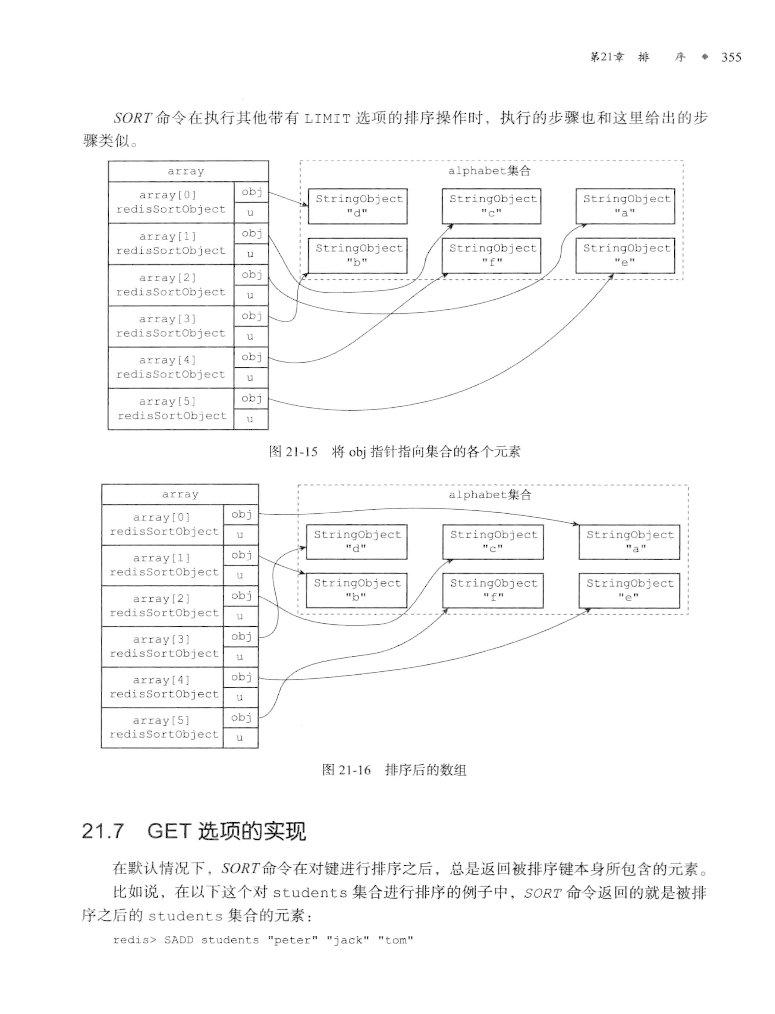 第21章 排 序 355
SORT 命令在执行其他带有 LIMIT 选项的排序操作时，执行的步骤也和这里给出的步
骤类似。
array
alphabet集合
array[0]
redisSortObject
obj
u
StringObject
"d"
StringObject
"c"
StringObject
"a"
array[1]
redisSortObject
obj
u
StringObject
"b"
StringObject
"f"
StringObject
"e"
array[2]
redisSortObject
obj
u
array[3]
redisSortObject
obj
u
array[4]
redisSortObject
obj
u
array[5]
redisSortObject
obj
u
图 21-15 将 obj 指针指向集合的各个元素
array
alphabet集合
array[0]
redisSortObject
obj
u
StringObject
"d"
StringObject
"c"
StringObject
"a"
array[1]
redisSortObject
obj
u
StringObject
"b"
StringObject
"f"
StringObject
"e"
array[2]
redisSortObject
obj
u
array[3]
redisSortObject
obj
u
array[4]
redisSortObject
obj
u
array[5]
redisSortObject
obj
u
图 21-16 排序后的数组
21.7 GET 选项的实现
在默认情况下，SORT 命令在对键进行排序之后，总是返回被排序键本身所包含的元素。
比如说，在以下这个对 students 集合进行排序的例子中，SORT 命令返回的就是被排
序之后的 students 集合的元素：
redis> SADD students "peter" "jack" "tom"